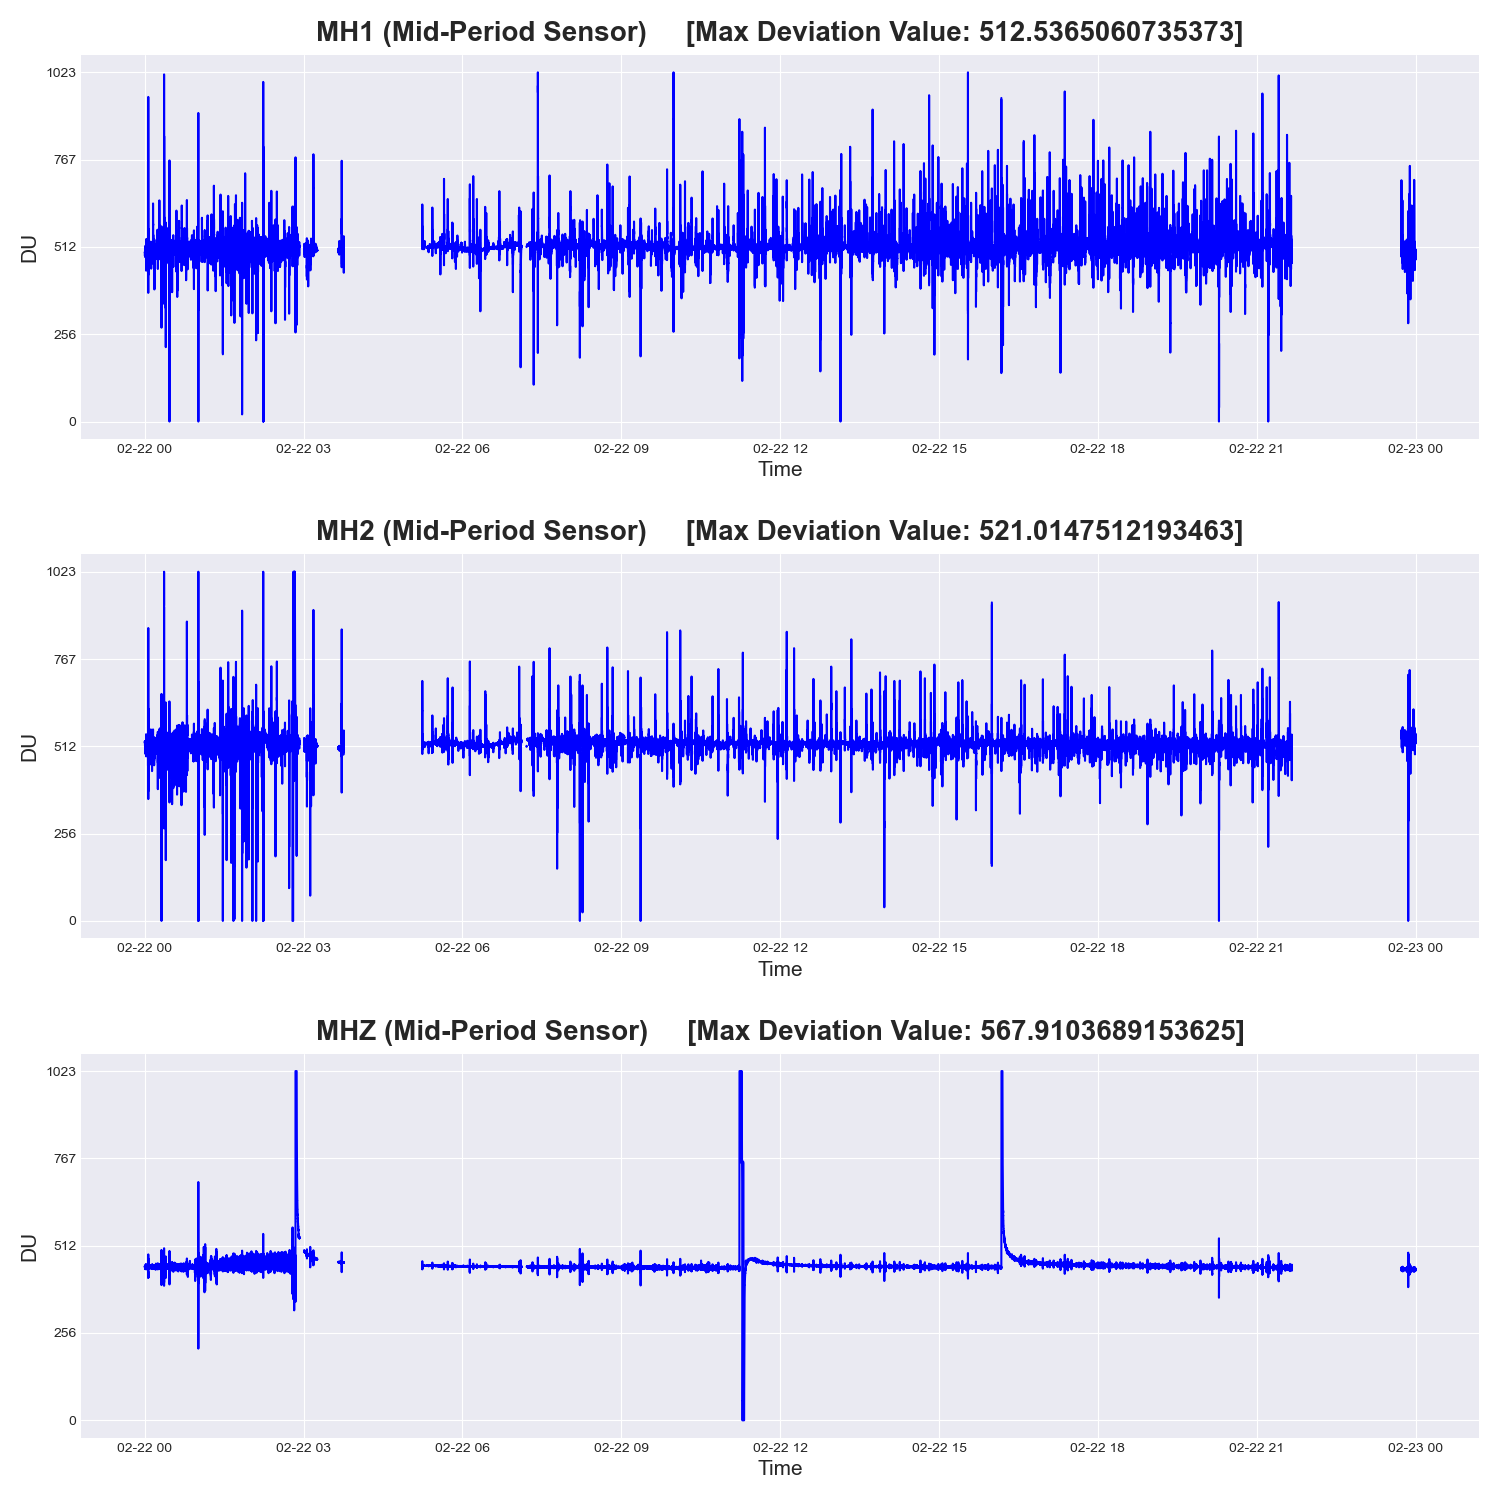 MH1 (Mid-Period Sensor)     [Max Deviation Value: 512.5365060735373]
1023
767
512
256
0
DU
02-22 00 02-22 03 02-22 06 02-22 09 02-22 12 02-22 15 02-22 18 02-22 21 02-23 00
Time
MH2 (Mid-Period Sensor)     [Max Deviation Value: 521.0147512193463]
1023
767
512
256
0
DU
02-22 00 02-22 03 02-22 06 02-22 09 02-22 12 02-22 15 02-22 18 02-22 21 02-23 00
Time
MHZ (Mid-Period Sensor)     [Max Deviation Value: 567.9103689153625]
1023
767
512
256
0
DU
02-22 00 02-22 03 02-22 06 02-22 09 02-22 12 02-22 15 02-22 18 02-22 21 02-23 00
Time